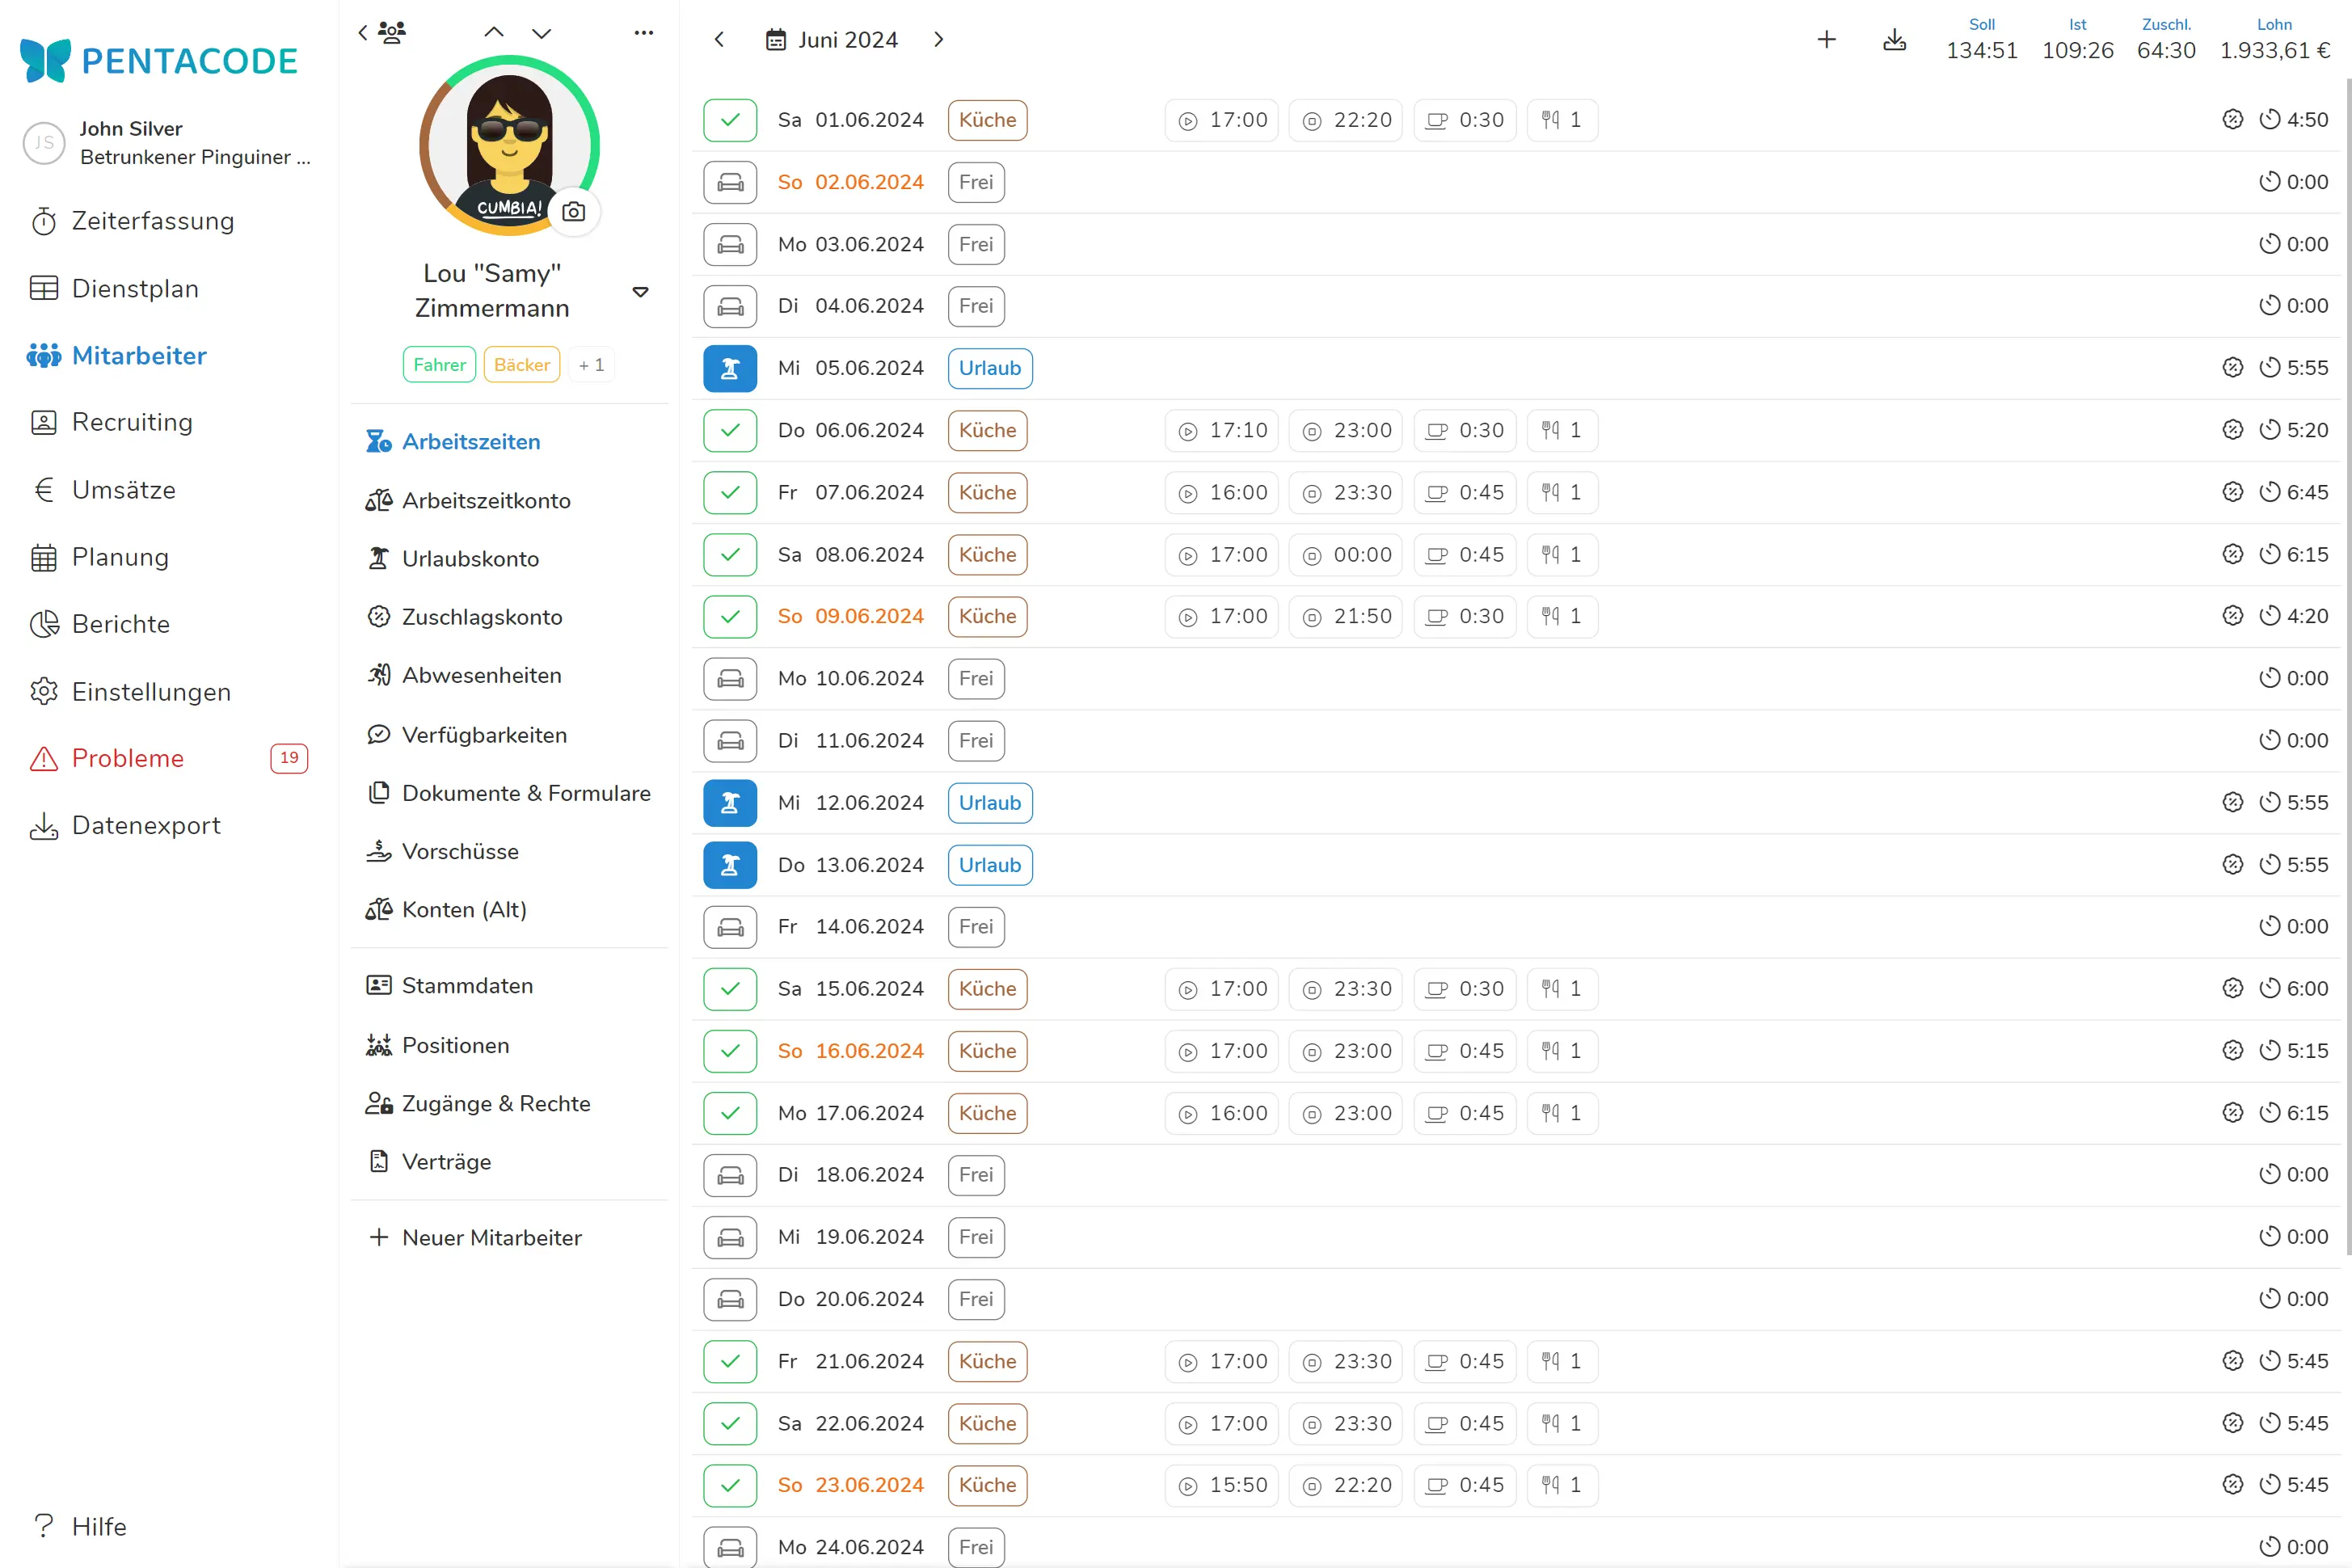 PENTACODE
JS
John Silver
Betrunkener Pinguiner ...
Zeiterfassung
Dienstplan
Mitarbeiter
Recruiting
Umsätze
Planung
Berichte
Einstellungen
Probleme 19
Datenexport
Hilfe
CUMBIA!
Lou "Samy"
Zimmermann
Fahrer Bäcker + 1
Arbeitszeiten
Arbeitszeitkonto
Urlaubskonto
Zuschlagskonto
Abwesenheiten
Verfügbarkeiten
Dokumente & Formulare
Vorschüsse
Konten (Alt)
Stammdaten
Positionen
Zugänge & Rechte
Verträge
Neuer Mitarbeiter
Juni 2024
Soll Ist Zuschl. Lohn
134:51 109:26 64:30 1.933,61 €
Sa 01.06.2024 Küche 17:00 22:20 0:30 1 4:50
So 02.06.2024 Frei 0:00
Mo 03.06.2024 Frei 0:00
Di 04.06.2024 Frei 0:00
Mi 05.06.2024 Urlaub 5:55
Do 06.06.2024 Küche 17:10 23:00 0:30 1 5:20
Fr 07.06.2024 Küche 16:00 23:30 0:45 1 6:45
Sa 08.06.2024 Küche 17:00 00:00 0:45 1 6:15
So 09.06.2024 Küche 17:00 21:50 0:30 1 4:20
Mo 10.06.2024 Frei 0:00
Di 11.06.2024 Frei 0:00
Mi 12.06.2024 Urlaub 5:55
Do 13.06.2024 Urlaub 5:55
Fr 14.06.2024 Frei 0:00
Sa 15.06.2024 Küche 17:00 23:30 0:30 1 6:00
So 16.06.2024 Küche 17:00 23:00 0:45 1 5:15
Mo 17.06.2024 Küche 16:00 23:00 0:45 1 6:15
Di 18.06.2024 Frei 0:00
Mi 19.06.2024 Frei 0:00
Do 20.06.2024 Frei 0:00
Fr 21.06.2024 Küche 17:00 23:30 0:45 1 5:45
Sa 22.06.2024 Küche 17:00 23:30 0:45 1 5:45
So 23.06.2024 Küche 15:50 22:20 0:45 1 5:45
Mo 24.06.2024 Frei 0:00